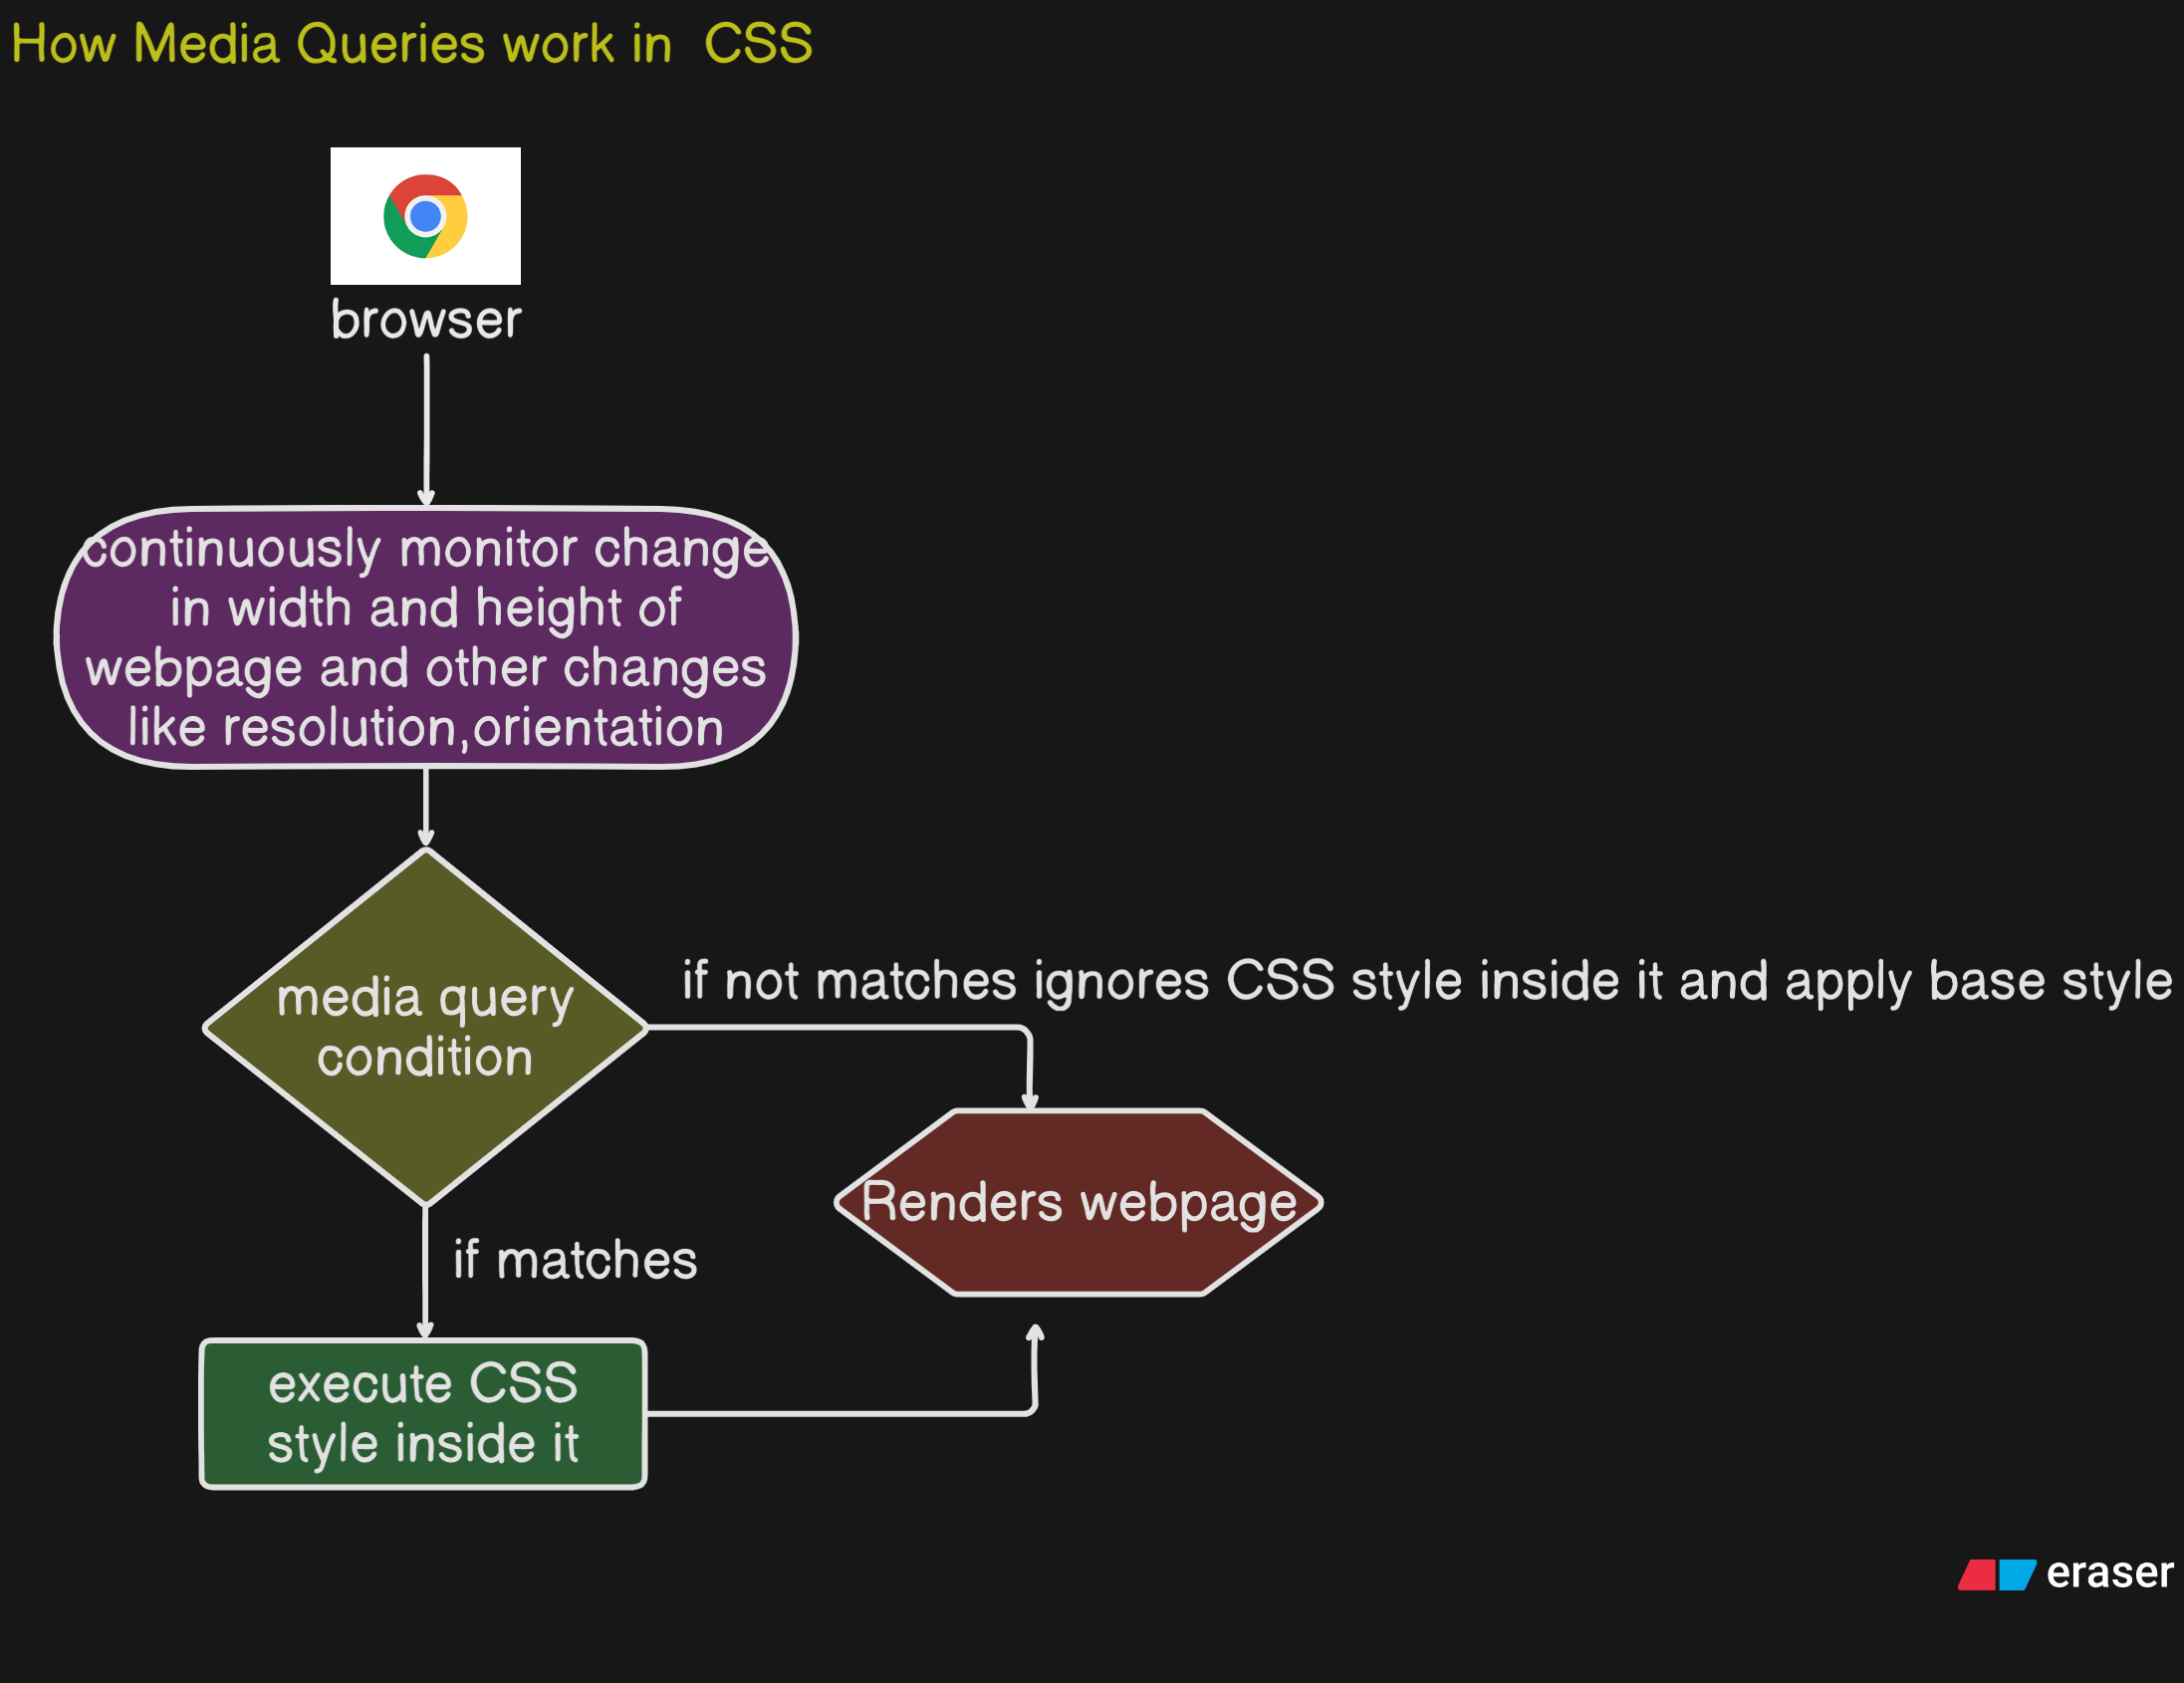 How Media Queries work in CSS
browser
continuously monitor change
in width and height of
webpage and other changes
like resolution,orientation
media query
condition
if not matches ignores CSS style inside it and apply base style
Renders webpage
if matches
execute CSS
style inside it
eraser